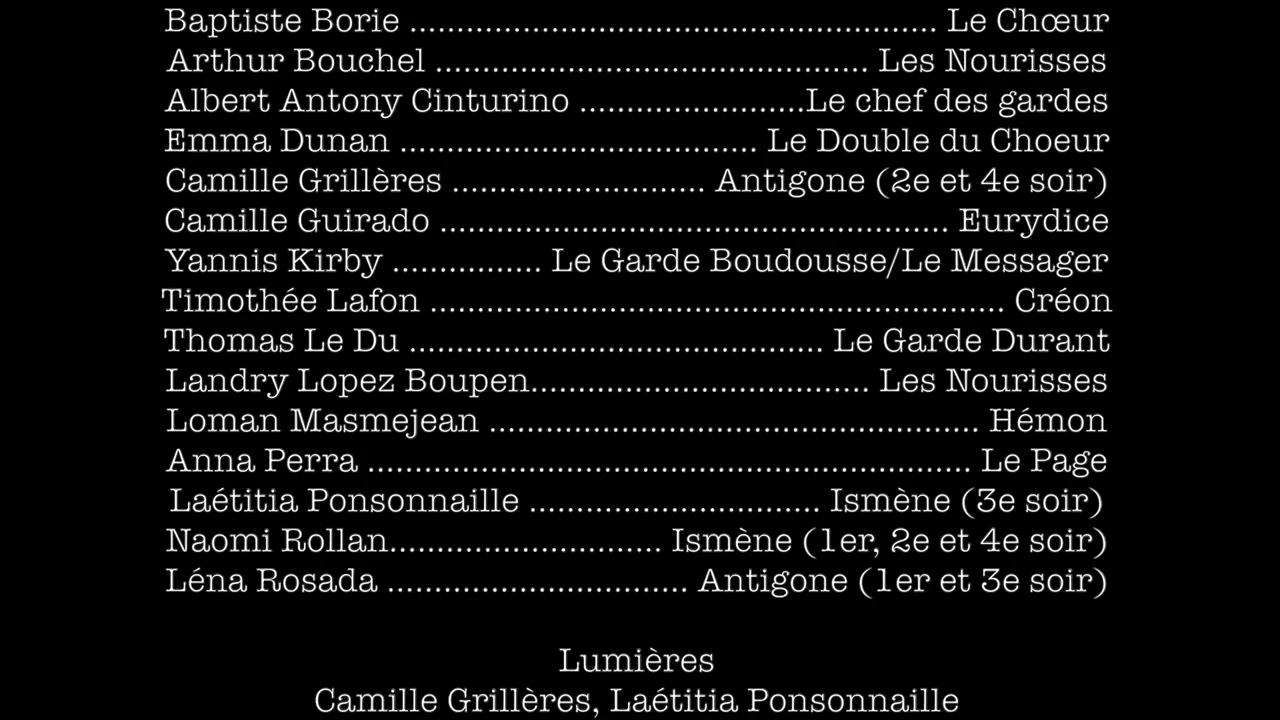 Baptiste Borie ........................................................ Le Chœur
Arthur Bouchel .............................................. Les Nourisses
Albert Antony Cinturino ........................Le chef des gardes
Emma Dunan ...................................... Le Double du Choeur
Camille Grillères ........................... Antigone (2e et 4e soir)
Camille Guirado ...................................................... Eurydice
Yannis Kirby ................ Le Garde Boudousse/Le Messager
Timothée Lafon ............................................................. Créon
Thomas Le Du ............................................ Le Garde Durant
Landry Lopez Boupen.................................... Les Nourisses
Loman Masmejean .................................................... Hémon
Anna Perra ................................................................ Le Page
Laétitia Ponsonnaille ............................... Ismène (3e soir)
Naomi Rollan............................. Ismène (1er, 2e et 4e soir)
Léna Rosada ................................ Antigone (1er et 3e soir)
Lumières
Camille Grillères, Laétitia Ponsonnaille